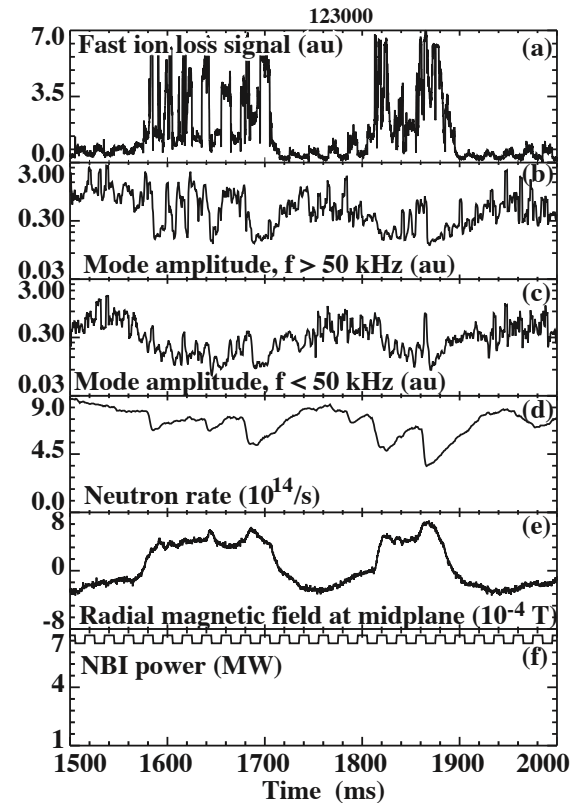 123000
7.0
Fast ion loss signal (au)
(a)
3.5
0.0
3.00
(b)
0.30
0.03
Mode amplitude, f > 50 kHz (au)
3.00
(c)
0.30
0.03
Mode amplitude, f < 50 kHz (au)
9.0
(d)
4.5
0.0
Neutron rate (10¹⁴/s)
8
(e)
0
-8
Radial magnetic field at midplane (10⁻⁴ T)
7
NBI power (MW)
(f)
4
1
1500 1600 1700 1800 1900 2000
Time (ms)